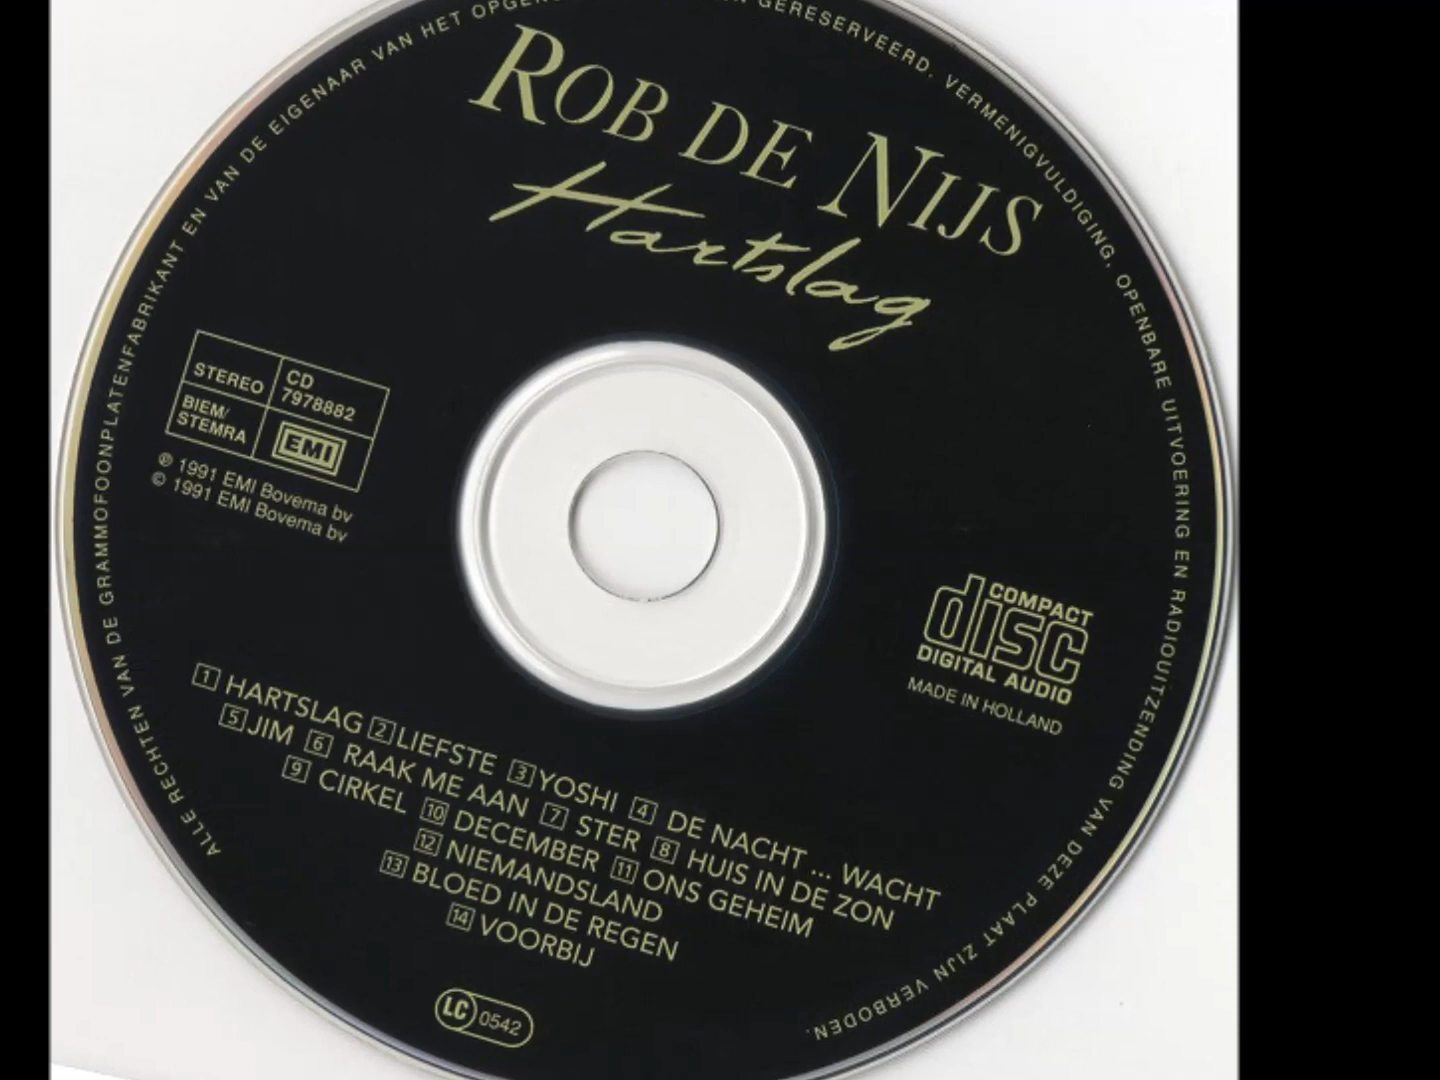 ALLE RECHTEN VAN DE GRAMMOFOONPLATENFABRIKANT EN VAN DE EIGENAAR VAN HET GERESERVEERD. VERMENIGVULDIGING, OPENBARE UITVOERING EN RADIOUITZENDING VAN DEZE PLAAT ZIJN VERBODEN.
ROB DE NIJS
Hartslag
STEREO
CD
7978882
BIEM/
STEMRA
EMI
℗ 1991 EMI Bovema bv
© 1991 EMI Bovema bv
COMPACT
disc
DIGITAL AUDIO
MADE IN HOLLAND
1 HARTSLAG 2 LIEFSTE 3 YOSHI 4 DE NACHT ... WACHT
5 JIM 6 RAAK ME AAN 7 STER 8 HUIS IN DE ZON
9 CIRKEL 10 DECEMBER 11 ONS GEHEIM
12 NIEMANDSLAND
13 BLOED IN DE REGEN
14 VOORBIJ
LC 0542